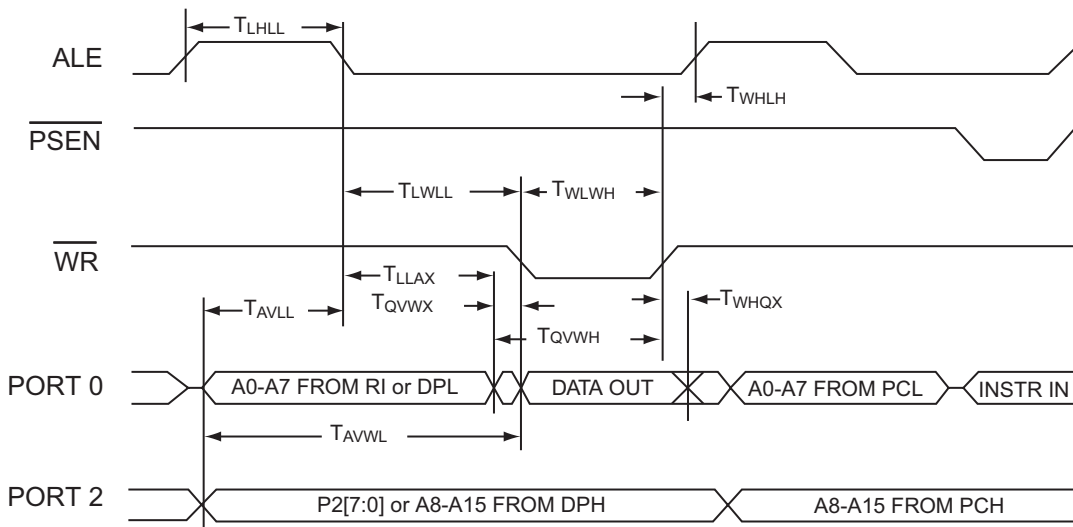 TLHLL
ALE
TWHLH
PSEN
TLWLL
TWLWH
WR
TLLAX
TAVLL
TQVWX
TWHQX
TQVWH
PORT 0
A0-A7 FROM RI or DPL
DATA OUT
A0-A7 FROM PCL
INSTR IN
TAVWL
PORT 2
P2[7:0] or A8-A15 FROM DPH
A8-A15 FROM PCH